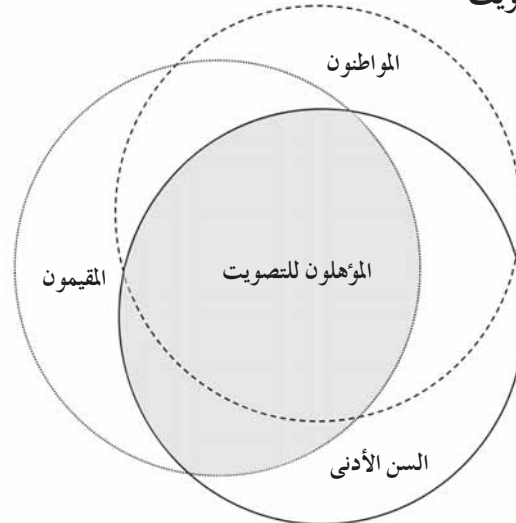 المواطنون
المؤهلون للتصويت
المقيمون
السن الأدنى